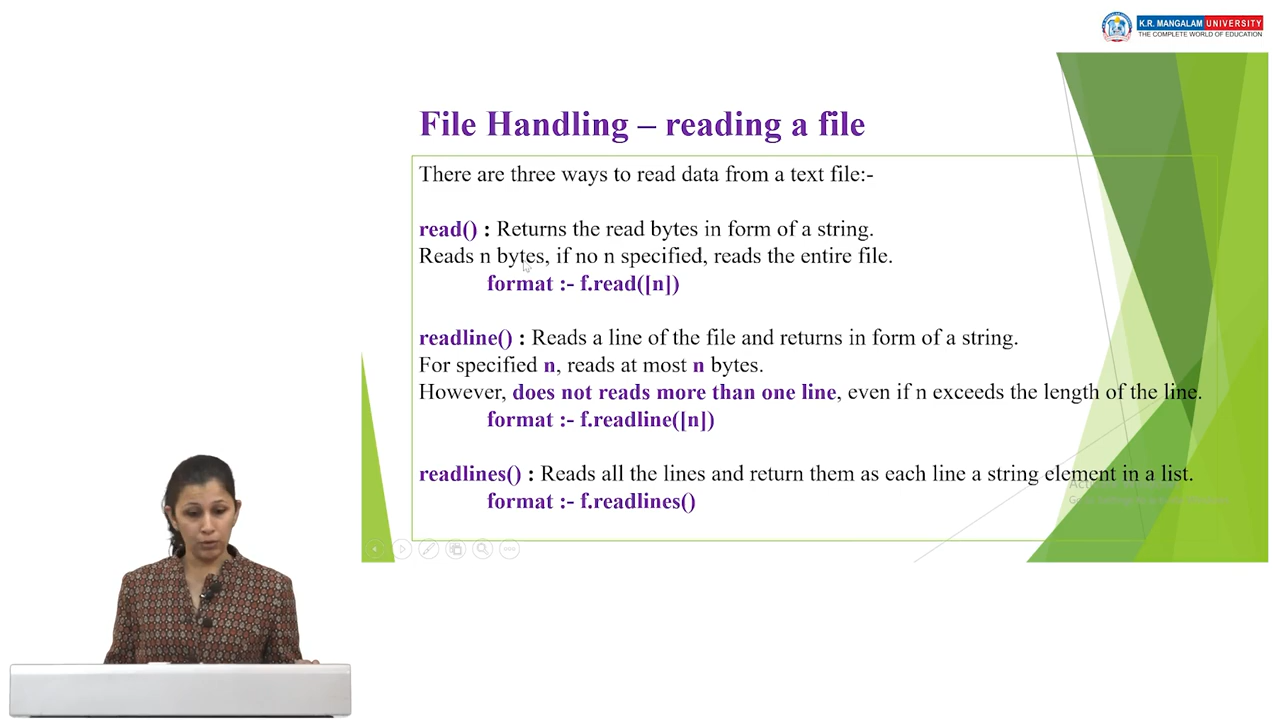 K.R. MANGALAM UNIVERSITY
THE COMPLETE WORLD OF EDUCATION
File Handling – reading a file
There are three ways to read data from a text file:-
read() : Returns the read bytes in form of a string.
Reads n bytes, if no n specified, reads the entire file.
format :- f.read([n])
readline() : Reads a line of the file and returns in form of a string.
For specified n, reads at most n bytes.
However, does not reads more than one line, even if n exceeds the length of the line.
format :- f.readline([n])
readlines() : Reads all the lines and return them as each line a string element in a list.
format :- f.readlines()